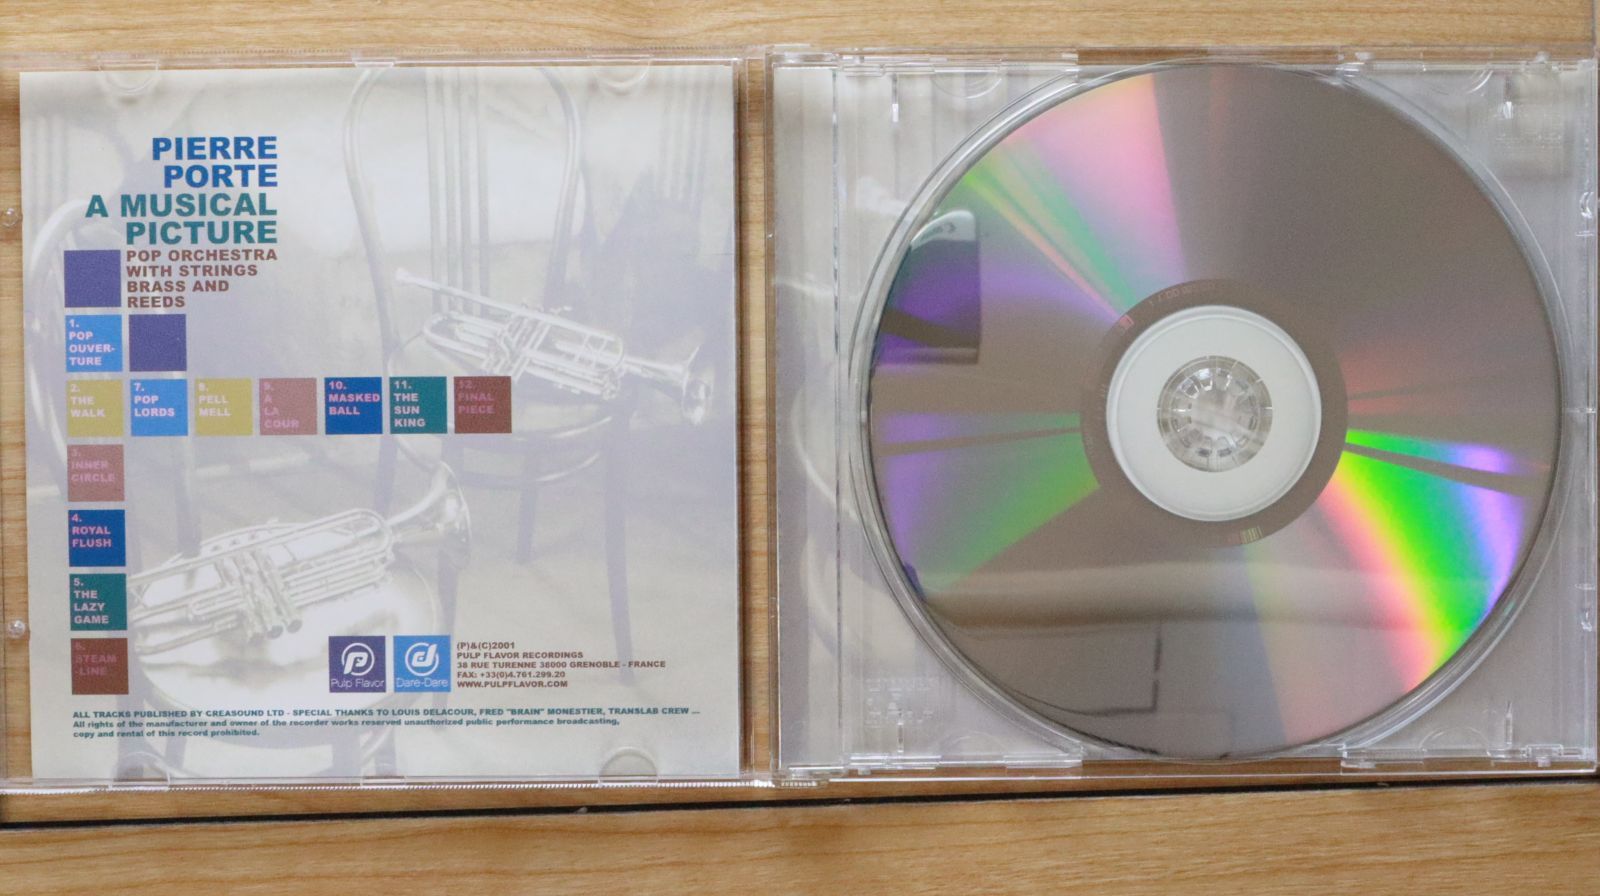 PIERRE
PORTE
A MUSICAL
PICTURE
POP ORCHESTRA
WITH STRINGS
BRASS AND
REEDS
1.
POP
OUVER-
TURE
2.
THE
WALK
7.
POP
LORDS
8.
PELL
MELL
9.
A
LA
COUR
10.
MASKED
BALL
11.
THE
SUN
KING
12.
FINAL
PIECE
3.
INNER
CIRCLE
4.
ROYAL
FLUSH
5.
THE
LAZY
GAME
6.
STEAM
-LINE
Pulp Flavor
Dare-Dare
(P)&(C)2001
PULP FLAVOR RECORDINGS
38 RUE TURENNE 38000 GRENOBLE - FRANCE
FAX: +33(0)4.761.299.20
WWW.PULPFLAVOR.COM
ALL TRACKS PUBLISHED BY CREASOUND LTD - SPECIAL THANKS TO LOUIS DELACOUR, FRED "BRAIN" MONESTIER, TRANSLAB CREW ...
All rights of the manufacturer and owner of the recorder works reserved unauthorized public performance broadcasting,
copy and rental of this record prohibited.